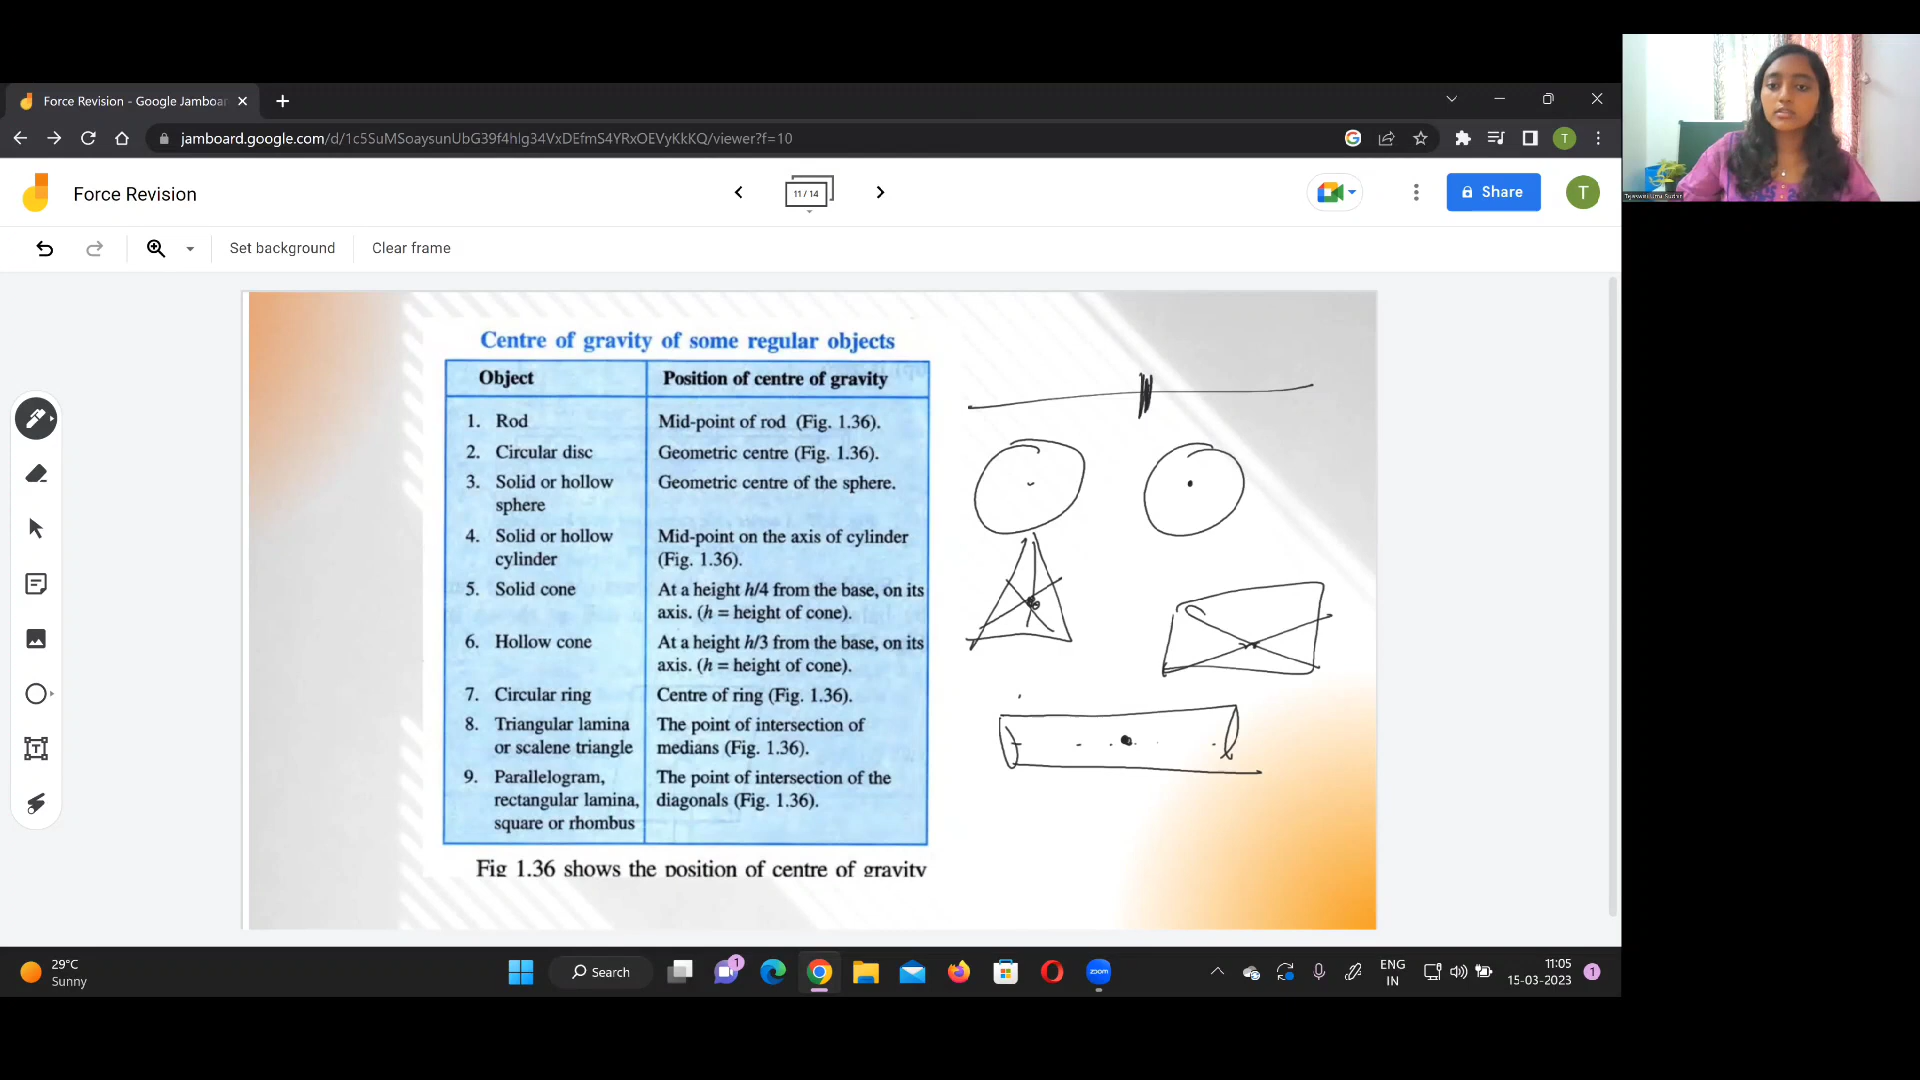 Force Revision - Google Jamboar
jamboard.google.com/d/1c5SuMSoaysunUbG39f4hlg34VxDEfmS4YRxOEVyKkKQ/viewer?f=10
T
Force Revision
11 / 14
Share
T
Set background
Clear frame
Centre of gravity of some regular objects
Object Position of centre of gravity
1. Rod Mid-point of rod (Fig. 1.36).
2. Circular disc Geometric centre (Fig. 1.36).
3. Solid or hollow Geometric centre of the sphere.
sphere
4. Solid or hollow Mid-point on the axis of cylinder
cylinder (Fig. 1.36).
5. Solid cone At a height h/4 from the base, on its
axis. (h = height of cone).
6. Hollow cone At a height h/3 from the base, on its
axis. (h = height of cone).
7. Circular ring Centre of ring (Fig. 1.36).
8. Triangular lamina The point of intersection of
or scalene triangle medians (Fig. 1.36).
9. Parallelogram, The point of intersection of the
rectangular lamina, diagonals (Fig. 1.36).
square or rhombus
Fig 1.36 shows the position of centre of gravity
29°C
Sunny
Search
1
zoom
ENG
IN
11:05
15-03-2023
1